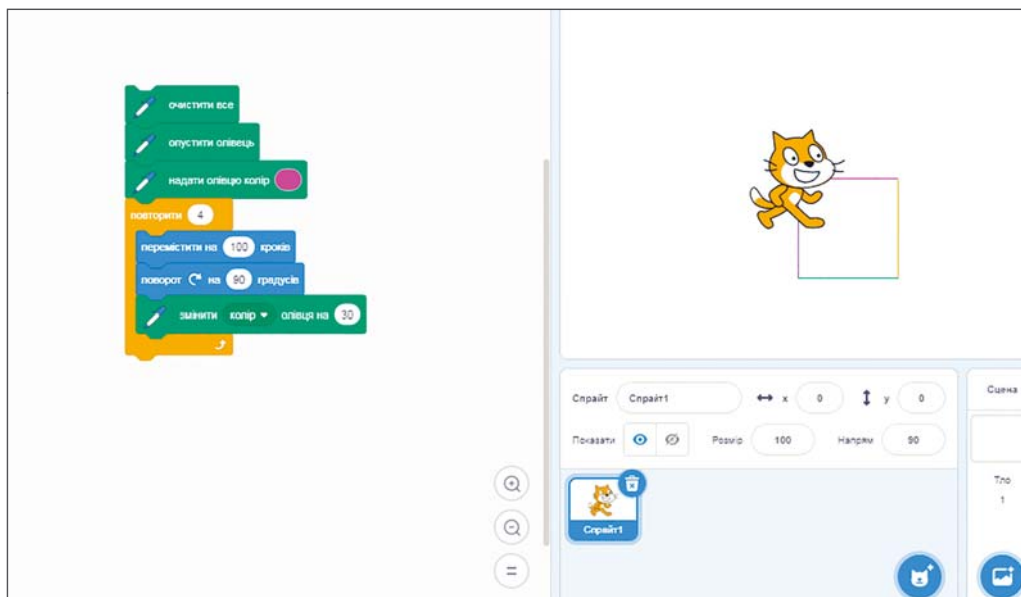 очистити все
опустити олівець
надати олівцю колір
повторити 4
перемістити на 100 кроків
поворот на 90 градусів
змінити колір олівця на 30
Спрайт Спрайт1 x 0 y 0
Показати Розмір 100 Напрям 90
Спрайт1
Сцена
Тло
1